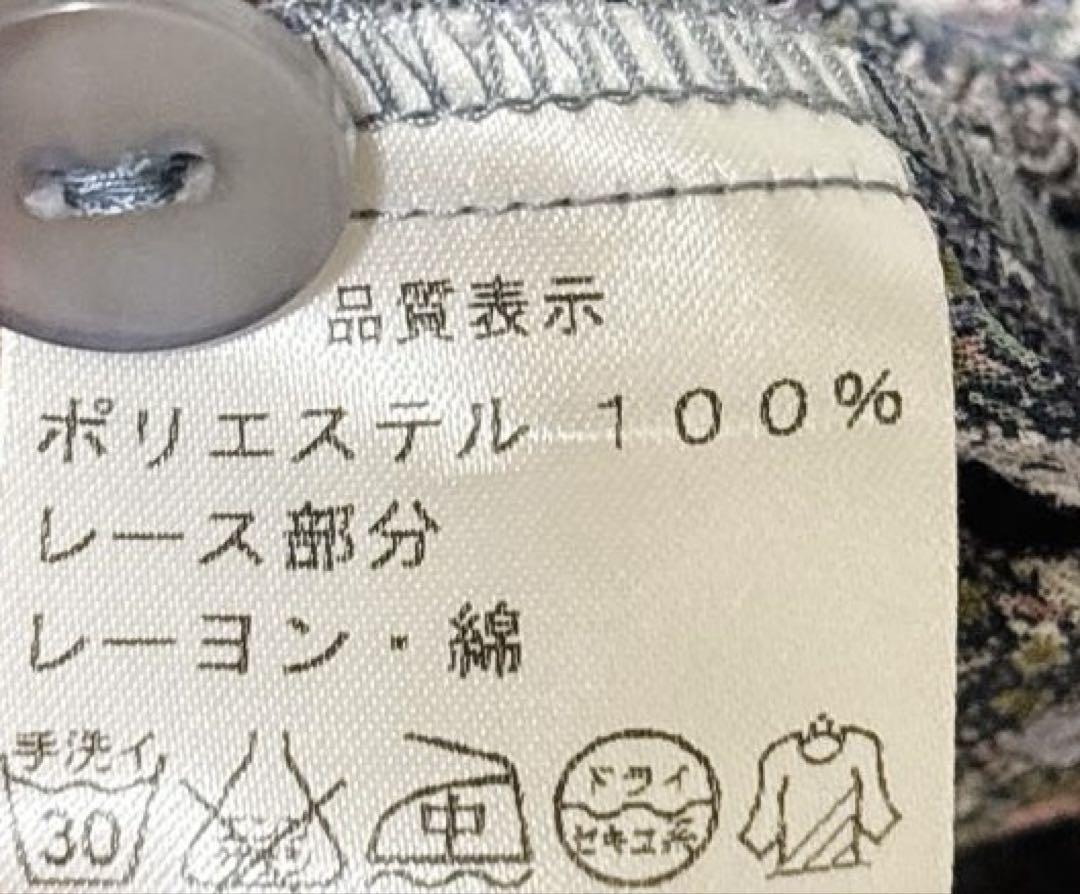 品質表示
ポリエステル １００％
レース部分
レーヨン・綿
手洗イ
30
中
ドライ
セキユ系